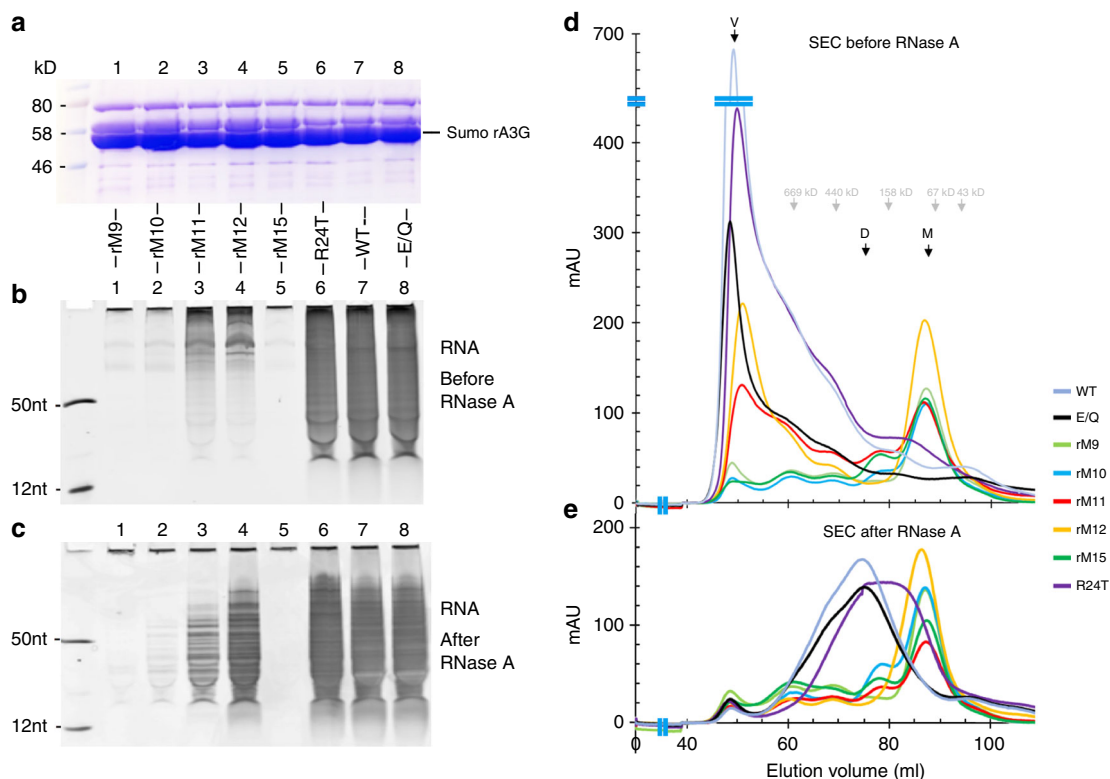 a
kD 1 2 3 4 5 6 7 8
80
58
Sumo rA3G
46
–rM9–
–rM10–
–rM11–
–rM12–
–rM15–
–R24T–
–WT--–
–E/Q–
b
1 2 3 4 5 6 7 8
RNA
Before
RNase A
50nt
12nt
c
1 2 3 4 5 6 7 8
RNA
After
RNase A
50nt
12nt
d
SEC before RNase A
V
669 kD 440 kD 158 kD 67 kD 43 kD
D M
mAU
700
400
300
200
100
0
WT
E/Q
rM9
rM10
rM11
rM12
rM15
R24T
e
SEC after RNase A
mAU
200
100
0
0 40 60 80 100
Elution volume (ml)